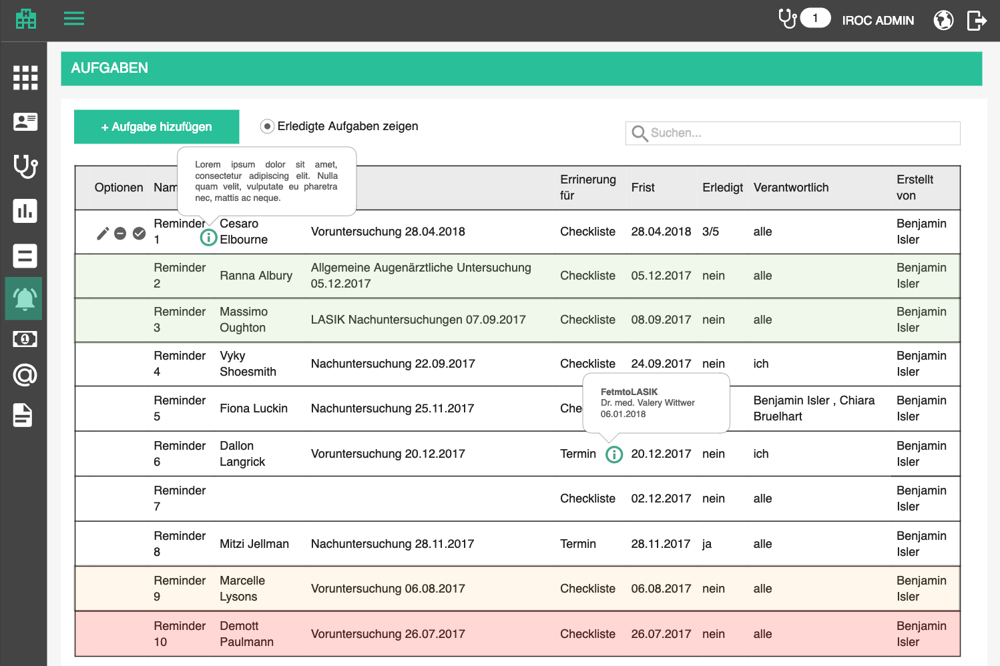 1 IROC ADMIN
AUFGABEN
+ Aufgabe hinzufügen
Erledigte Aufgaben zeigen
Suchen...
Lorem ipsum dolor sit amet,
consectetur adipiscing elit. Nulla
quam velit, vulputate eu pharetra
nec, mattis ac neque.
Optionen
Nam
Errinerung
für
Frist
Erledigt
Verantwortlich
Erstellt
von
Reminder
1
Cesaro
Elbourne
Voruntersuchung 28.04.2018
Checkliste
28.04.2018
3/5
alle
Benjamin
Isler
Reminder
2
Ranna Albury
Allgemeine Augenärztliche Untersuchung
05.12.2017
Checkliste
05.12.2017
nein
alle
Benjamin
Isler
Reminder
3
Massimo
Oughton
LASIK Nachuntersuchungen 07.09.2017
Checkliste
08.09.2017
nein
alle
Benjamin
Isler
Reminder
4
Vyky
Shoesmith
Nachuntersuchung 22.09.2017
Checkliste
24.09.2017
nein
ich
Benjamin
Isler
FetmtoLASIK
Dr. med. Valery Wittwer
06.01.2018
Reminder
5
Fiona Luckin
Nachuntersuchung 25.11.2017
Che
Benjamin Isler , Chiara
Bruelhart
Benjamin
Isler
Reminder
6
Dallon
Langrick
Voruntersuchung 20.12.2017
Termin
20.12.2017
nein
ich
Benjamin
Isler
Reminder
7
Checkliste
02.12.2017
nein
alle
Benjamin
Isler
Reminder
8
Mitzi Jellman
Nachuntersuchung 28.11.2017
Termin
28.11.2017
ja
alle
Benjamin
Isler
Reminder
9
Marcelle
Lysons
Voruntersuchung 06.08.2017
Checkliste
06.08.2017
nein
alle
Benjamin
Isler
Reminder
10
Demott
Paulmann
Voruntersuchung 26.07.2017
Checkliste
26.07.2017
nein
alle
Benjamin
Isler